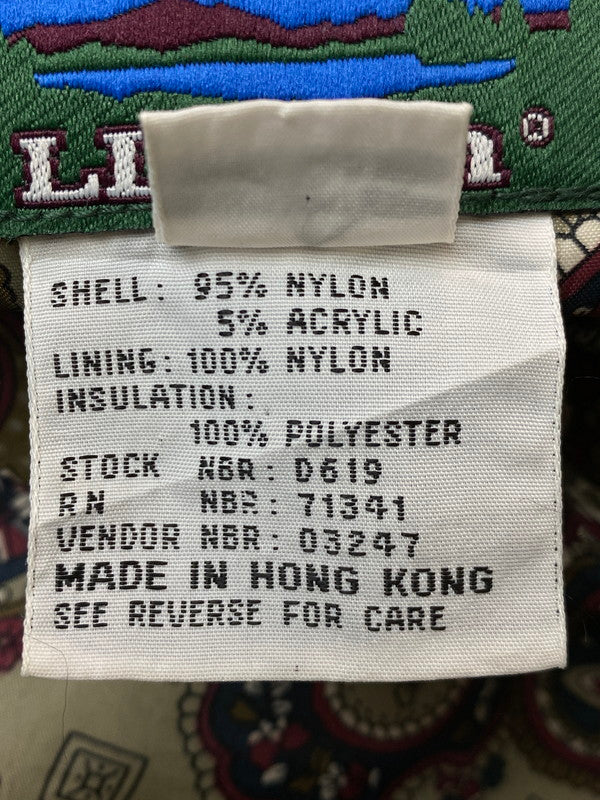 SHELL: 95% NYLON
5% ACRYLIC
LINING: 100% NYLON
INSULATION:
100% POLYESTER
STOCK NBR: D619
RN NBR: 71341
VENDOR NBR: 03247
MADE IN HONG KONG
SEE REVERSE FOR CARE